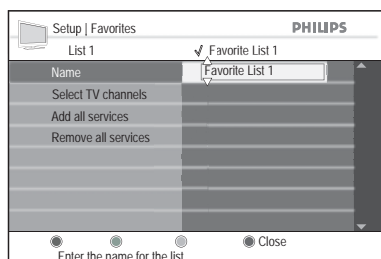 Setup | Favorites PHILIPS
List 1 ✓ Favorite List 1
Name Favorite List 1
Select TV channels
Add all services
Remove all services
Close
Enter the name for the list